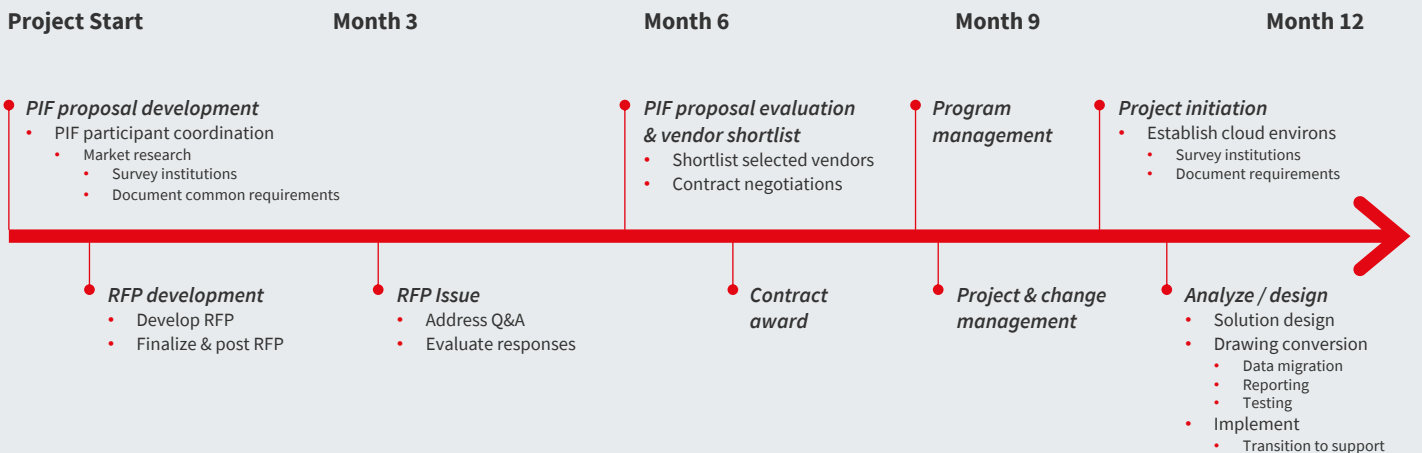 Project Start
Month 3
Month 6
Month 9
Month 12
PIF proposal development
• PIF participant coordination
• Market research
• Survey institutions
• Document common requirements
PIF proposal evaluation
& vendor shortlist
• Shortlist selected vendors
• Contract negotiations
Program
management
Project initiation
• Establish cloud environs
• Survey institutions
• Document requirements
RFP development
• Develop RFP
• Finalize & post RFP
RFP Issue
• Address Q&A
• Evaluate responses
Contract
award
Project & change
management
Analyze / design
• Solution design
• Drawing conversion
• Data migration
• Reporting
• Testing
• Implement
• Transition to support